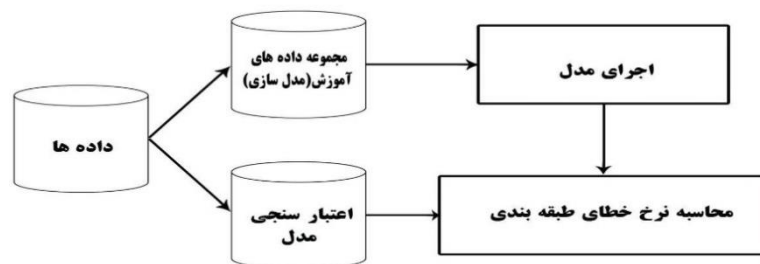 داده ها
مجموعه داده های
آموزش(مدل سازی)
اجرای مدل
اعتبار سنجی
مدل
محاسبه نرخ خطای طبقه بندی